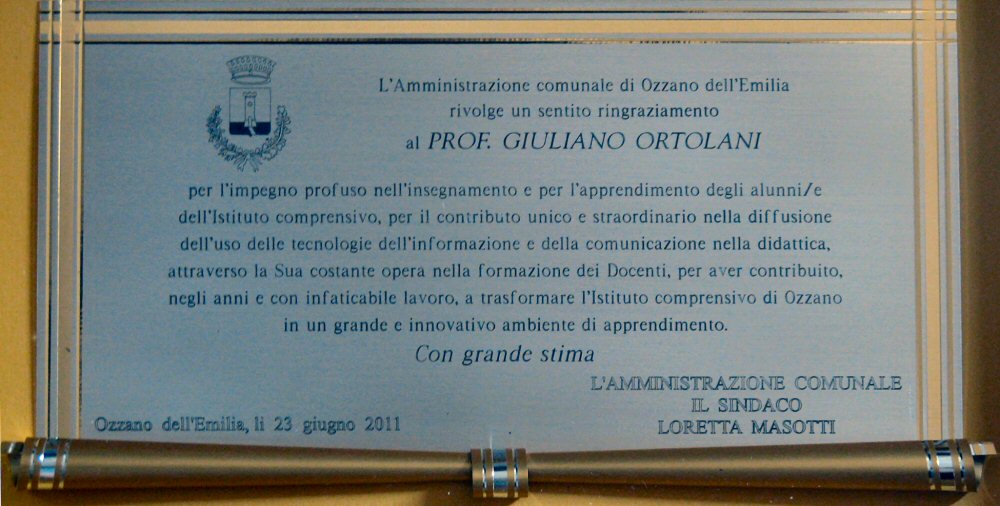 L'Amministrazione comunale di Ozzano dell'Emilia
rivolge un sentito ringraziamento
al PROF. GIULIANO ORTOLANI
per l'impegno profuso nell'insegnamento e per l'apprendimento degli alunni/e
dell'Istituto comprensivo, per il contributo unico e straordinario nella diffusione
dell'uso delle tecnologie dell'informazione e della comunicazione nella didattica,
attraverso la Sua costante opera nella formazione dei Docenti, per aver contribuito,
negli anni e con infaticabile lavoro, a trasformare l'Istituto comprensivo di Ozzano
in un grande e innovativo ambiente di apprendimento.
Con grande stima
L'AMMINISTRAZIONE COMUNALE
IL SINDACO
LORETTA MASOTTI
Ozzano dell'Emilia, lì 23 giugno 2011